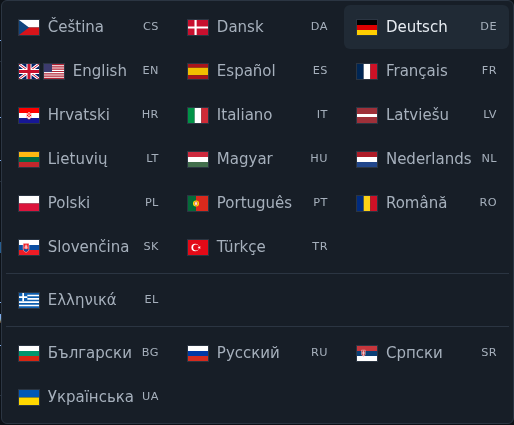 Čeština CS Dansk DA Deutsch DE
English EN Español ES Français FR
Hrvatski HR Italiano IT Latviešu LV
Lietuvių LT Magyar HU Nederlands NL
Polski PL Português PT Română RO
Slovenčina SK Türkçe TR
Ελληνικά EL
Български BG Русский RU Српски SR
Українська UA